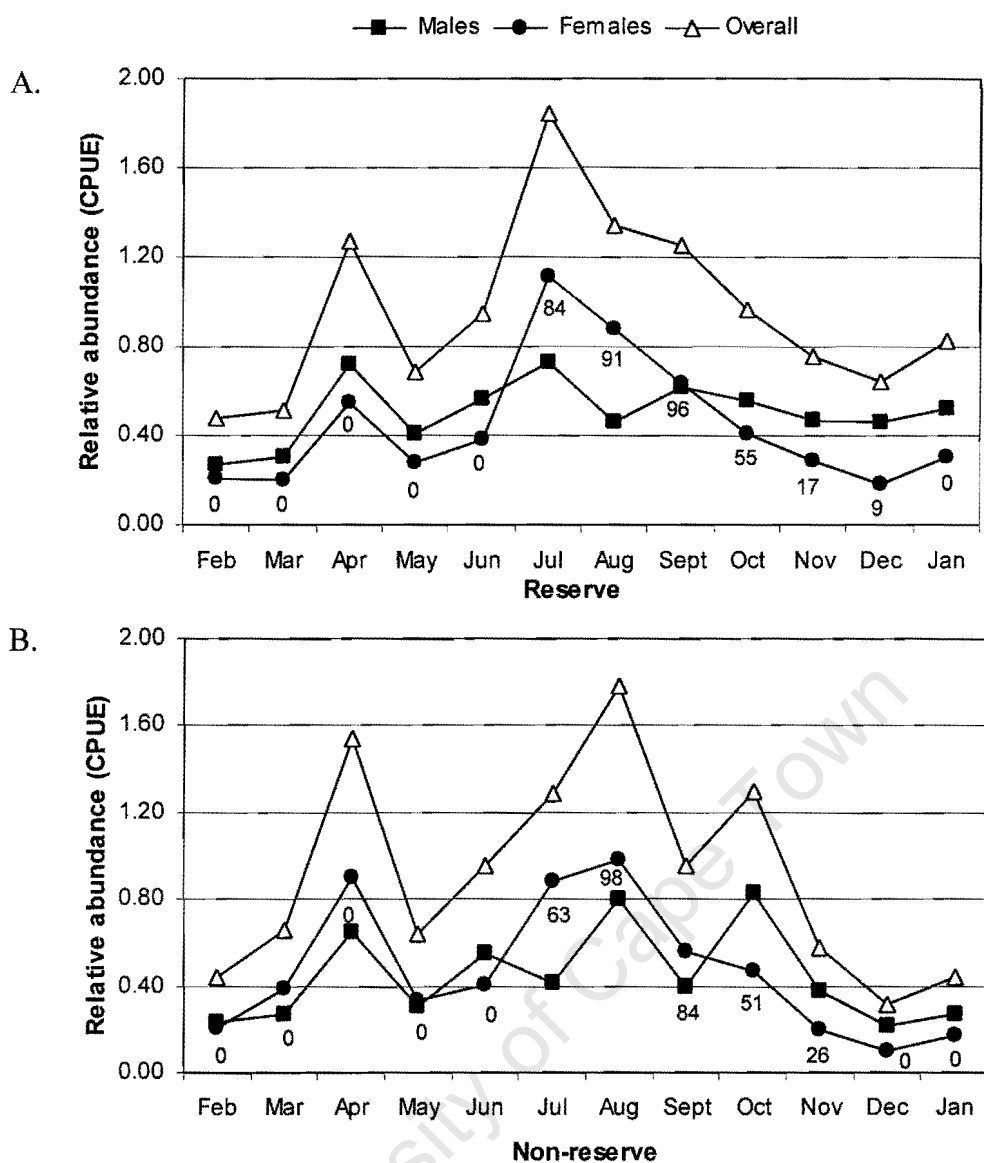 Males Females Overall
A.
Relative abundance (CPUE)
2.00
1.60
1.20
0.80
0.40
0.00
0 0 0 0 0 84 91 96 55 17 9 0
Feb Mar Apr May Jun Jul Aug Sept Oct Nov Dec Jan
Reserve
B.
Relative abundance (CPUE)
2.00
1.60
1.20
0.80
0.40
0.00
0 0 0 0 0 63 98 84 51 26 0 0
Feb Mar Apr May Jun Jul Aug Sept Oct Nov Dec Jan
Non-reserve
sity of Cape Town